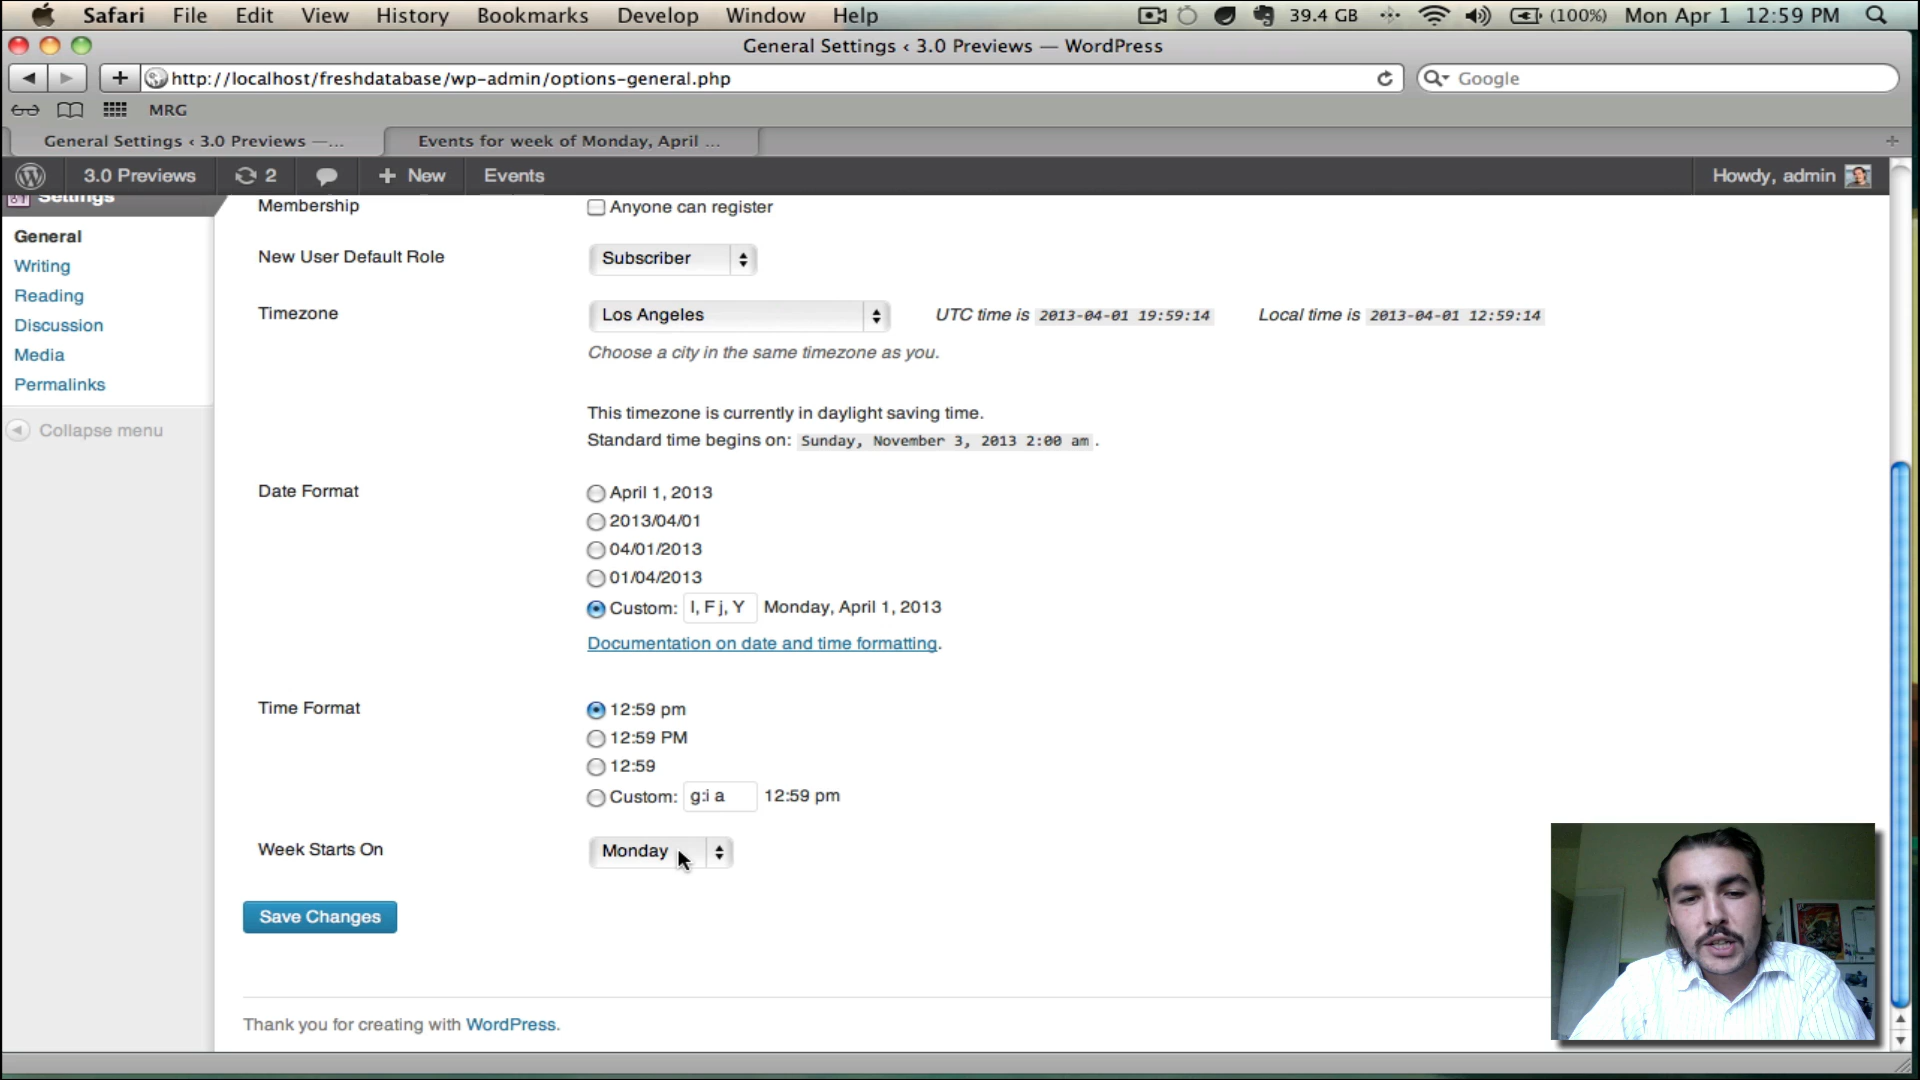 Safari File Edit View History Bookmarks Develop Window Help 39.4 GB (100%) Mon Apr 1 12:59 PM
General Settings ‹ 3.0 Previews — WordPress
http://localhost/freshdatabase/wp-admin/options-general.php Google
MRG
General Settings ‹ 3.0 Previews —... Events for week of Monday, April ...
3.0 Previews 2 + New Events Howdy, admin
Settings
General
Writing
Reading
Discussion
Media
Permalinks
Collapse menu
Membership Anyone can register
New User Default Role Subscriber
Timezone Los Angeles UTC time is 2013-04-01 19:59:14 Local time is 2013-04-01 12:59:14
Choose a city in the same timezone as you.
This timezone is currently in daylight saving time.
Standard time begins on: Sunday, November 3, 2013 2:00 am .
Date Format April 1, 2013
2013/04/01
04/01/2013
01/04/2013
Custom: l, F j, Y Monday, April 1, 2013
Documentation on date and time formatting.
Time Format 12:59 pm
12:59 PM
12:59
Custom: g:i a 12:59 pm
Week Starts On Monday
Save Changes
Thank you for creating with WordPress.